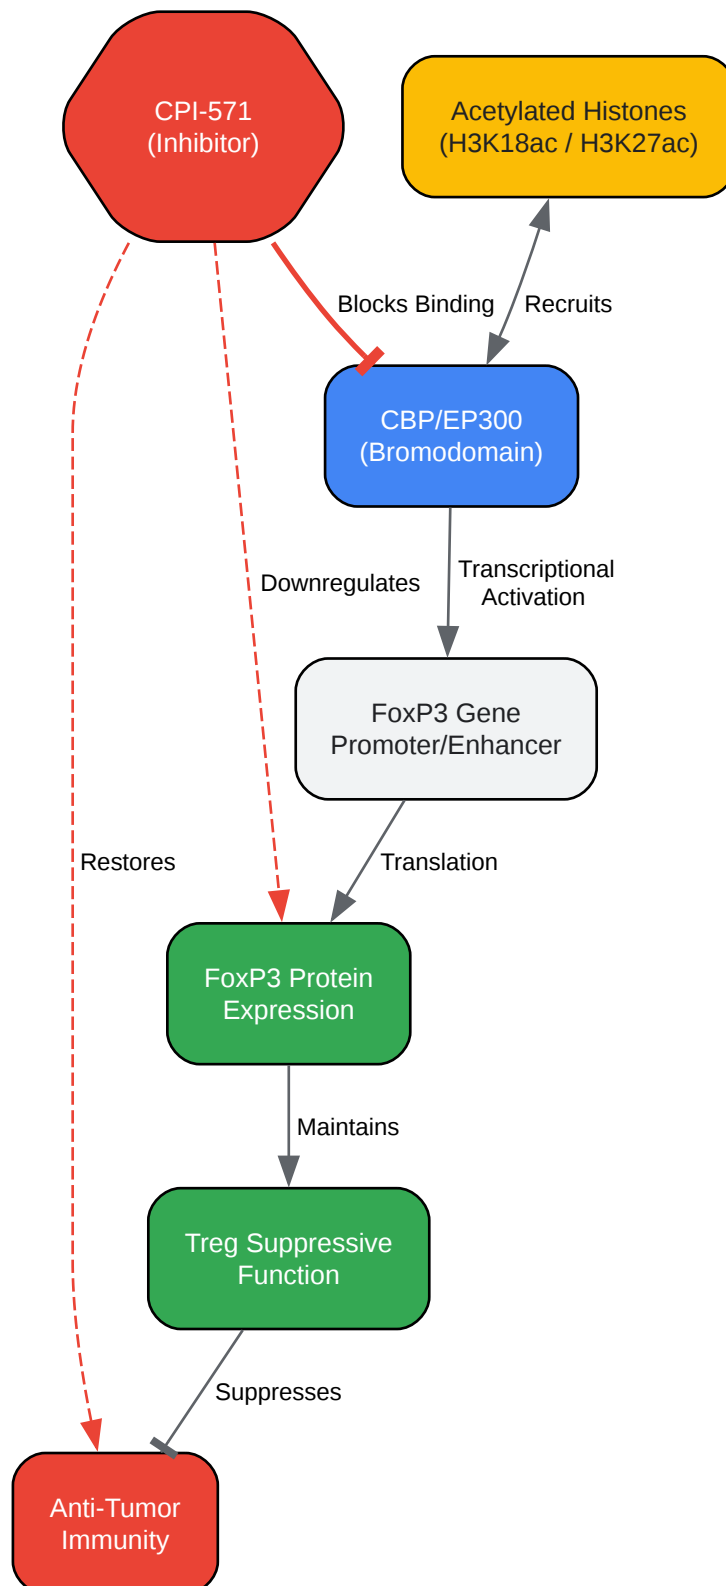 CPI-571
(Inhibitor)
Acetylated Histones
(H3K18ac / H3K27ac)
Blocks Binding
Recruits
CBP/EP300
(Bromodomain)
Downregulates
Transcriptional
Activation
FoxP3 Gene
Promoter/Enhancer
Restores
Translation
FoxP3 Protein
Expression
Maintains
Treg Suppressive
Function
Suppresses
Anti-Tumor
Immunity